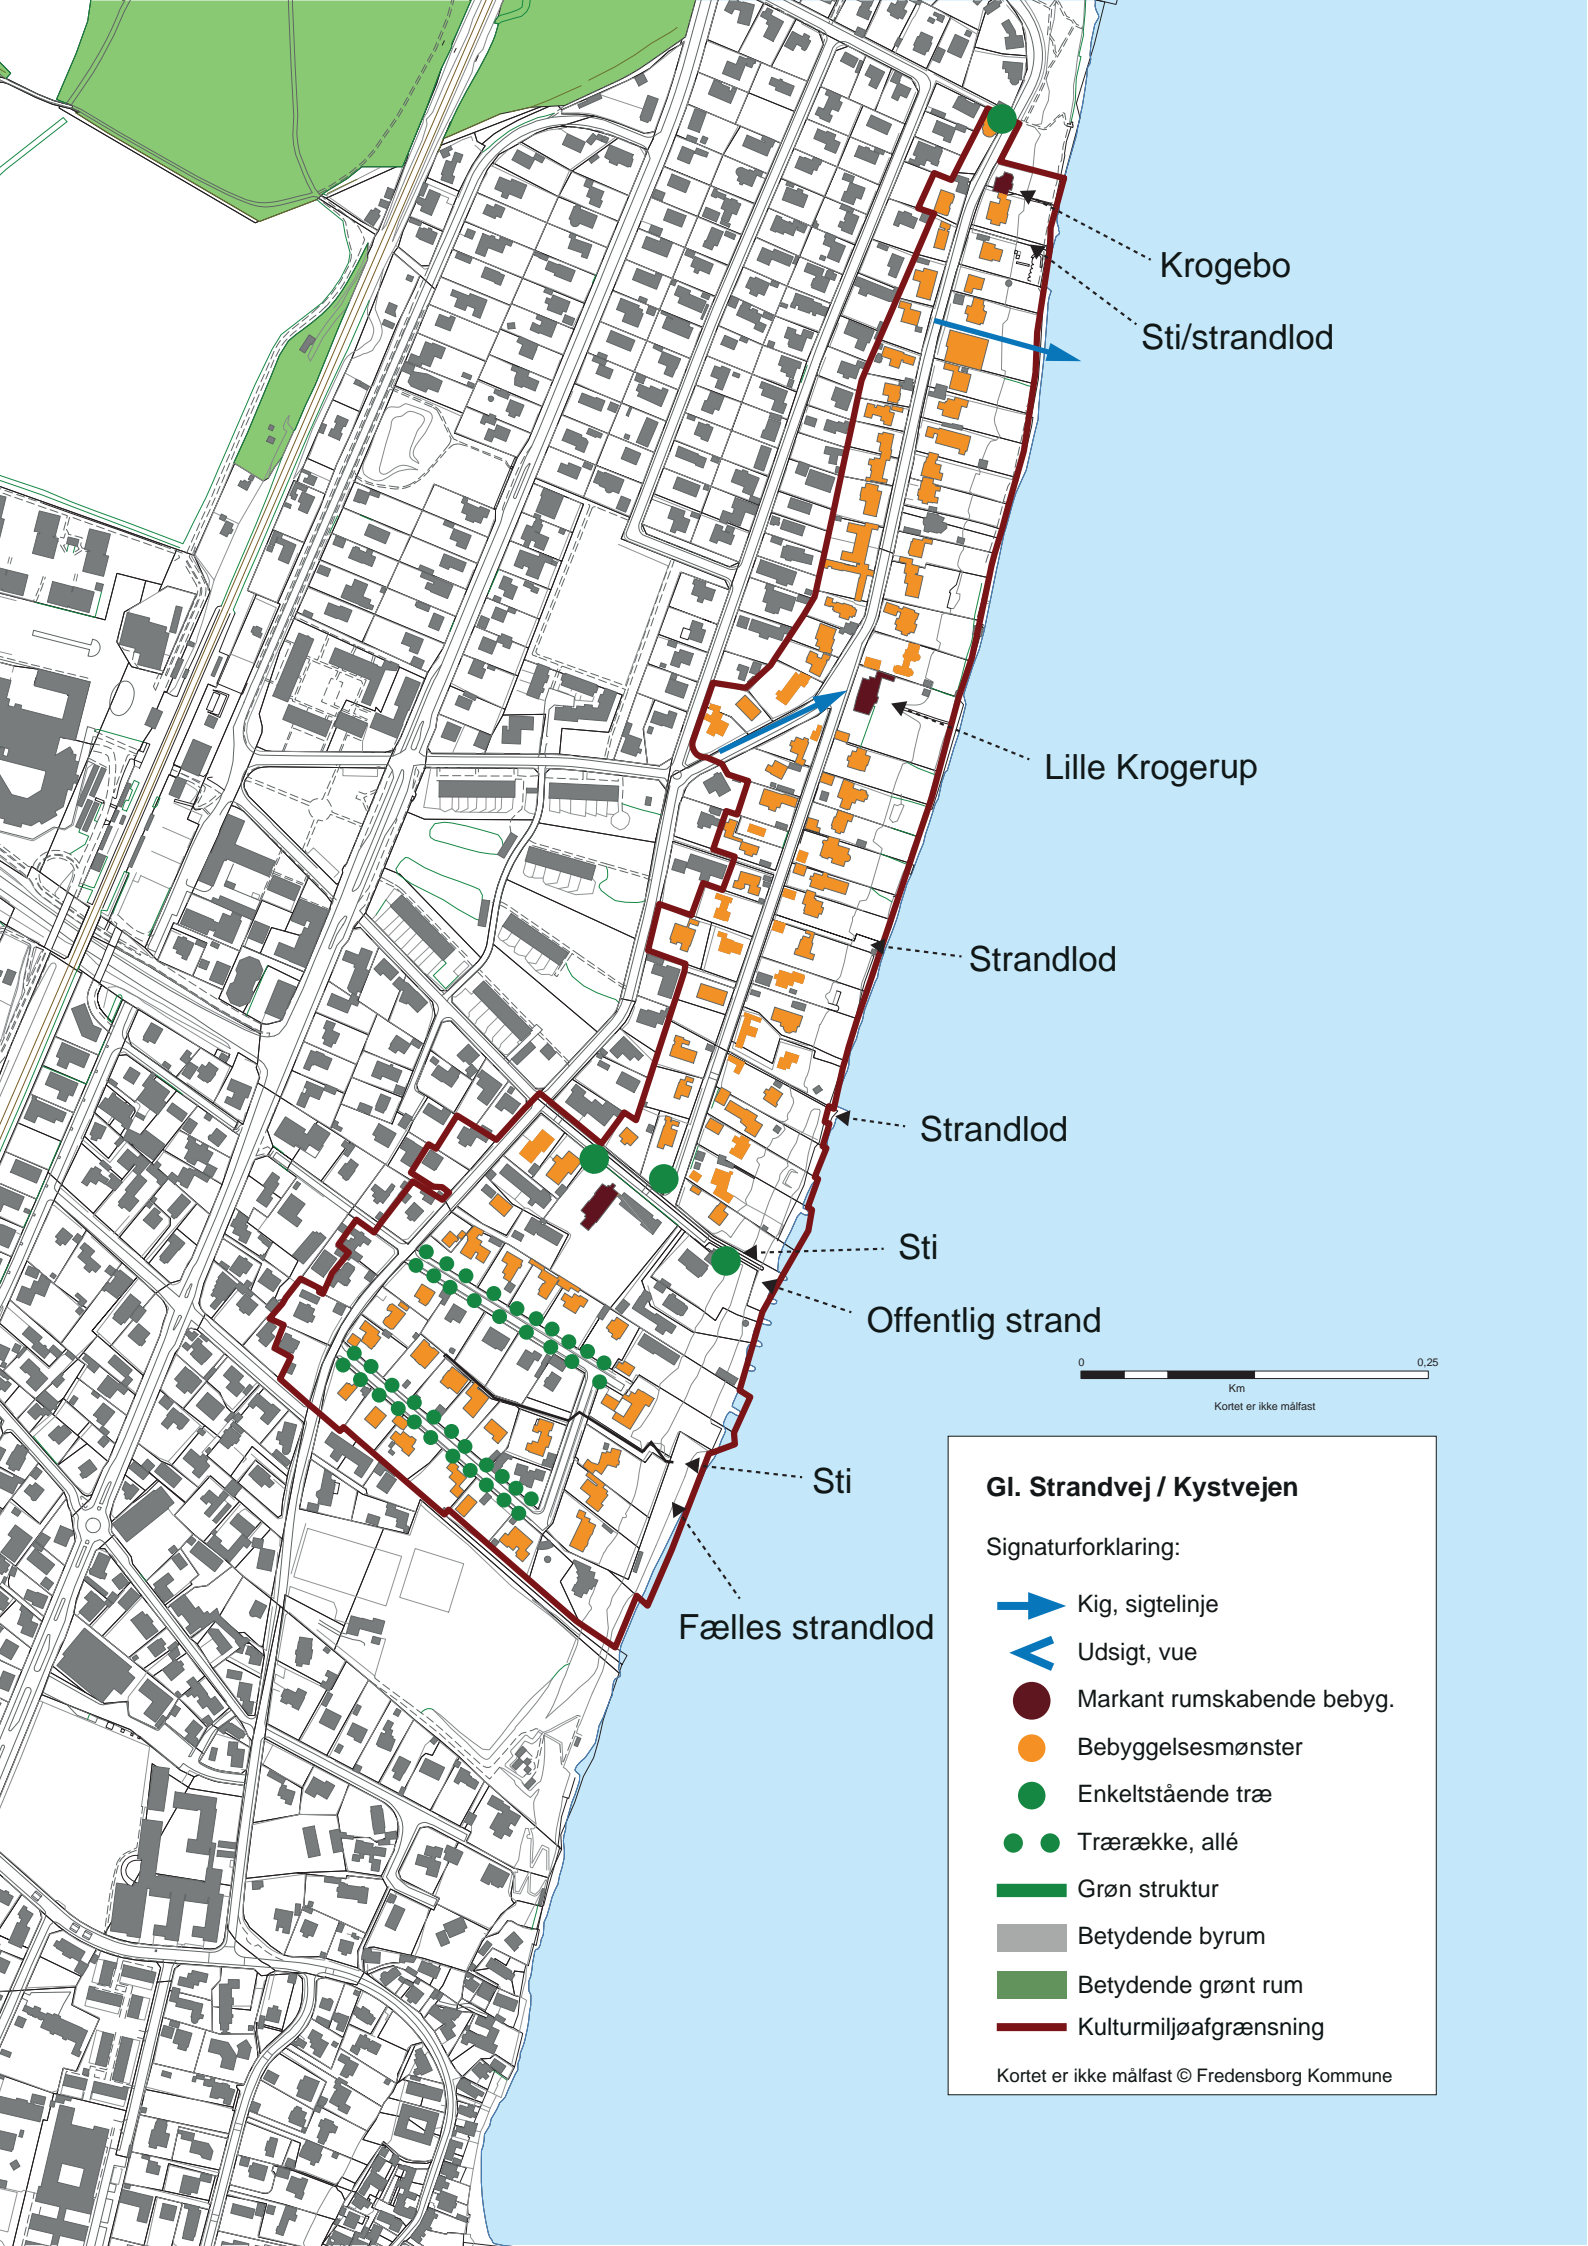 Krogebo
Sti/strandlod
Lille Krogerup
Strandlod
Strandlod
Sti
Offentlig strand
0
0,25
Km
Kortet er ikke målfast
Sti
Fælles strandlod
Gl. Strandvej / Kystvejen
Signaturforklaring:
Kig, sigtelinje
Udsigt, vue
Markant rumskabende bebyg.
Bebyggelsesmønster
Enkeltstående træ
Trærække, allé
Grøn struktur
Betydende byrum
Betydende grønt rum
Kulturmiljøafgrænsning
Kortet er ikke målfast © Fredensborg Kommune